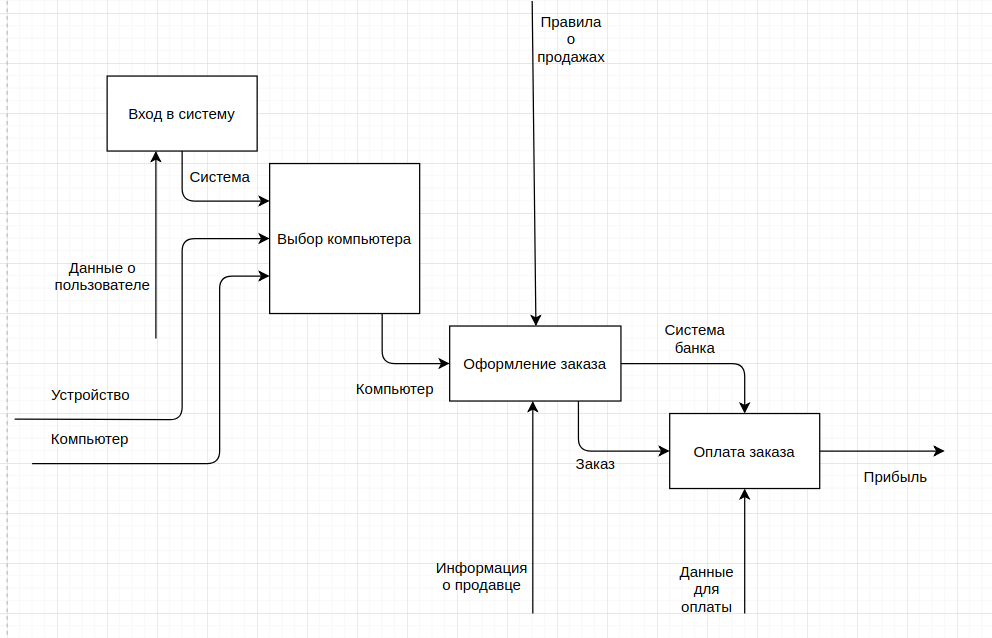 Правила
о
продажах
Вход в систему
Система
Выбор компьютера
Данные о
пользователе
Система
банка
Оформление заказа
Компьютер
Устройство
Компьютер
Оплата заказа
Заказ
Прибыль
Информация
о продавце
Данные
для
оплаты